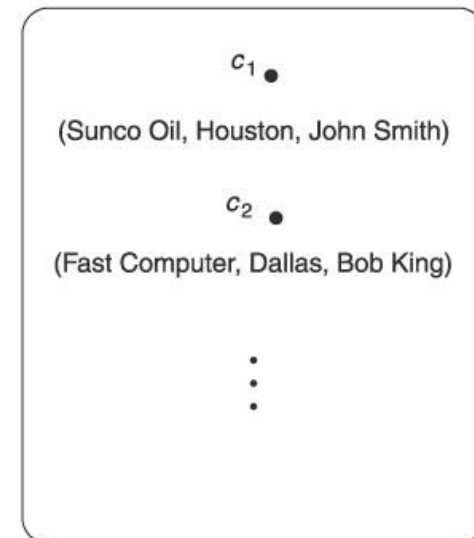 c₁
(Sunco Oil, Houston, John Smith)
c₂
(Fast Computer, Dallas, Bob King)